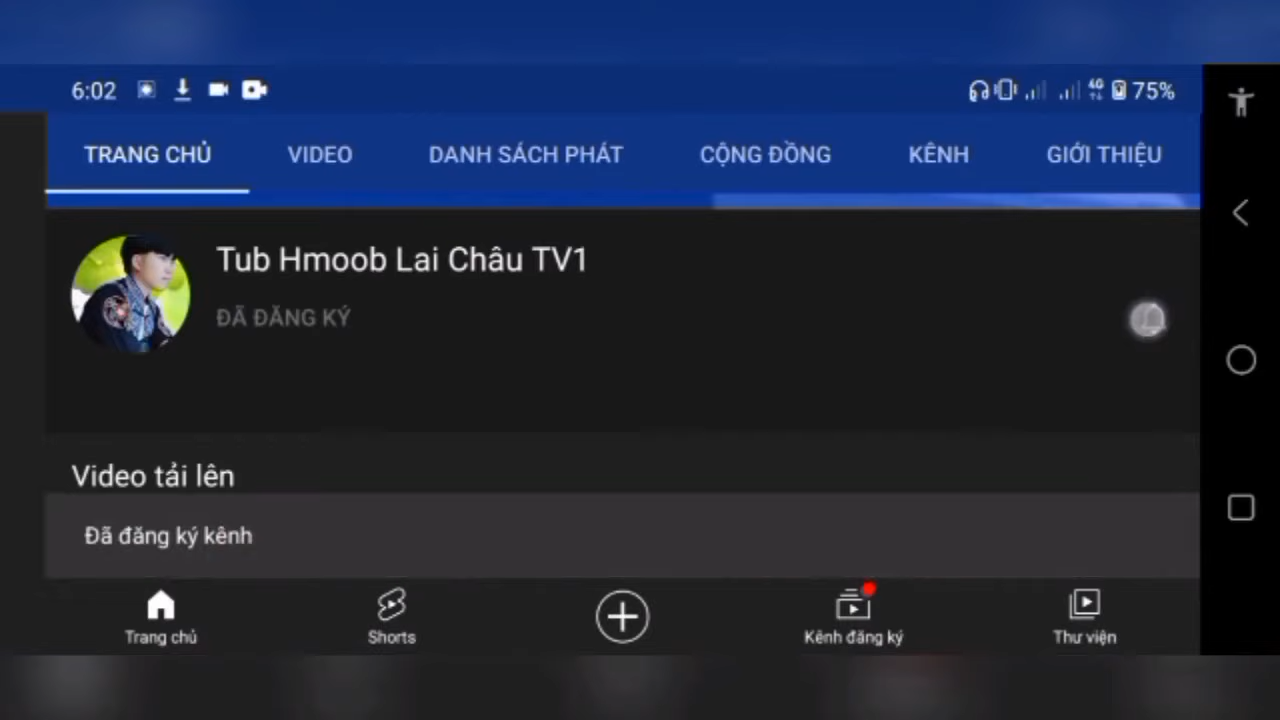 6:02 4G 75%
TRANG CHỦ VIDEO DANH SÁCH PHÁT CỘNG ĐỒNG KÊNH GIỚI THIỆU
Tub Hmoob Lai Châu TV1
ĐÃ ĐĂNG KÝ
Video tải lên
Đã đăng ký kênh
Trang chủ Shorts Kênh đăng ký Thư viện